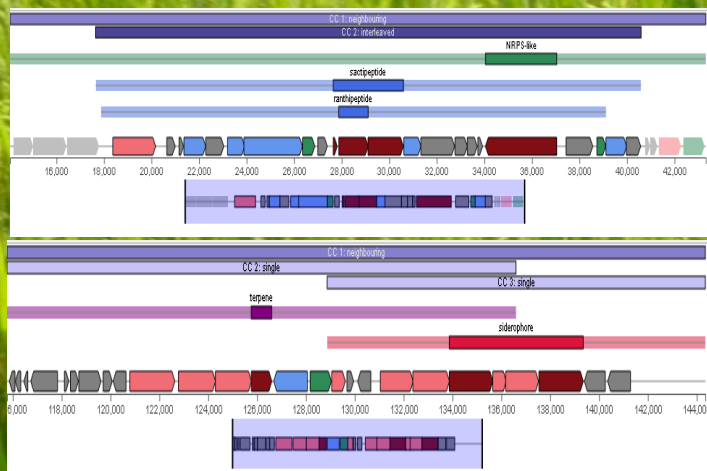 CC 1: neighbouring
CC 2: interleaved
NRPS-like
sactipeptide
ranthipeptide
16,000 18,000 20,000 22,000 24,000 26,000 28,000 30,000 32,000 34,000 36,000 38,000 40,000 42,000
CC 1: neighbouring
CC 2: single
CC 3: single
terpene
siderophore
6,000 118,000 120,000 122,000 124,000 126,000 128,000 130,000 132,000 134,000 136,000 138,000 140,000 142,000 144,000